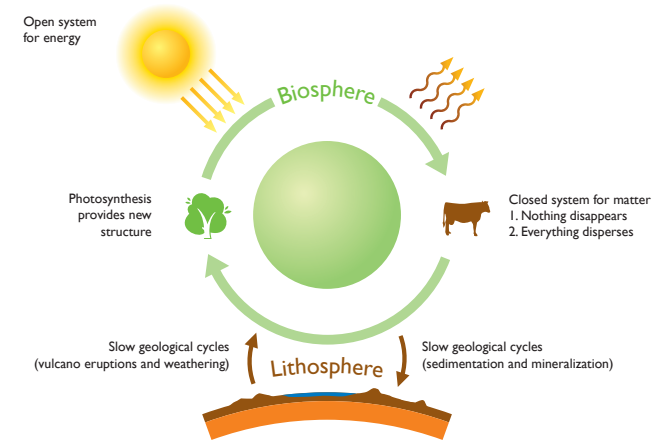 Open system
for energy
Biosphere
Photosynthesis
provides new
structure
Closed system for matter
1. Nothing disappears
2. Everything disperses
Slow geological cycles
(vulcano eruptions and weathering)
Lithosphere
Slow geological cycles
(sedimentation and mineralization)